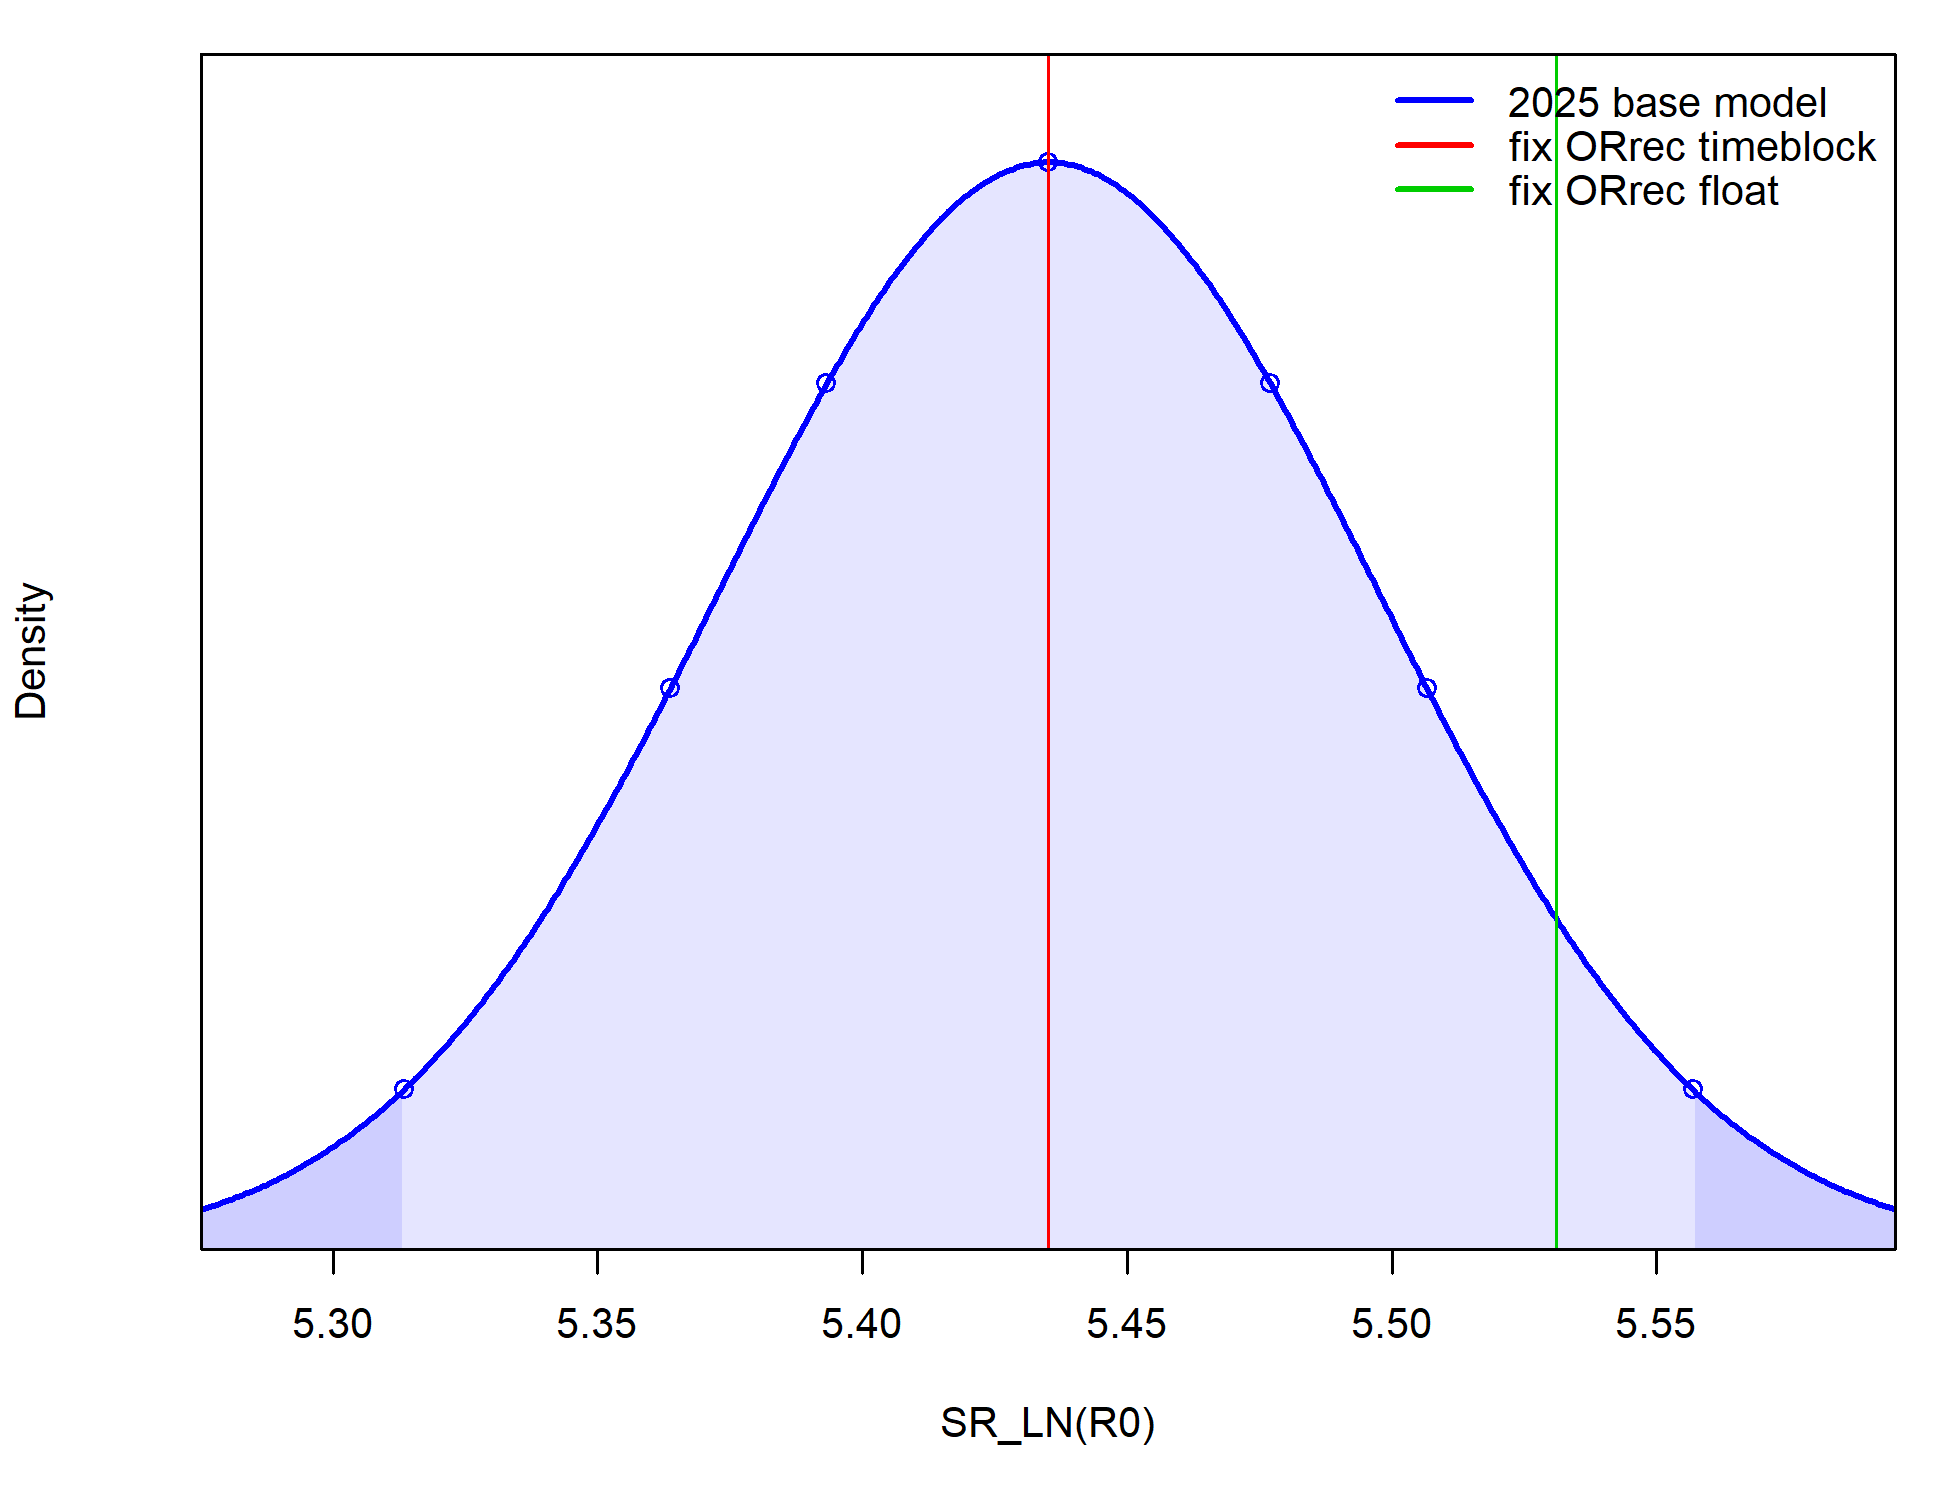 2025 base model
fix ORrec timeblock
fix ORrec float
Density
5.30 5.35 5.40 5.45 5.50 5.55
SR_LN(R0)